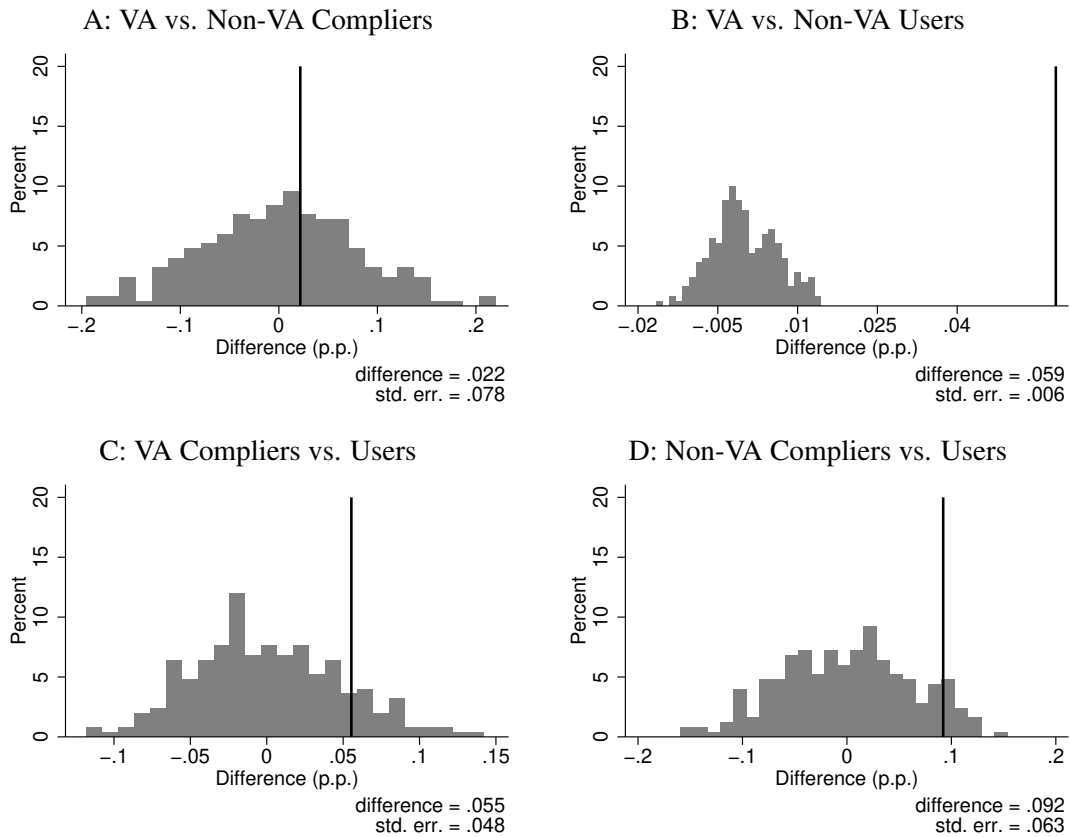 A: VA vs. Non-VA Compliers
20
15
10
5
0
Percent
−.2 −.1 0 .1 .2
Difference (p.p.)
difference = .022
std. err. = .078
B: VA vs. Non-VA Users
20
15
10
5
0
Percent
−.02 −.005 .01 .025 .04
Difference (p.p.)
difference = .059
std. err. = .006
C: VA Compliers vs. Users
20
15
10
5
0
Percent
−.1 −.05 0 .05 .1 .15
Difference (p.p.)
difference = .055
std. err. = .048
D: Non-VA Compliers vs. Users
20
15
10
5
0
Percent
−.2 −.1 0 .1 .2
Difference (p.p.)
difference = .092
std. err. = .063